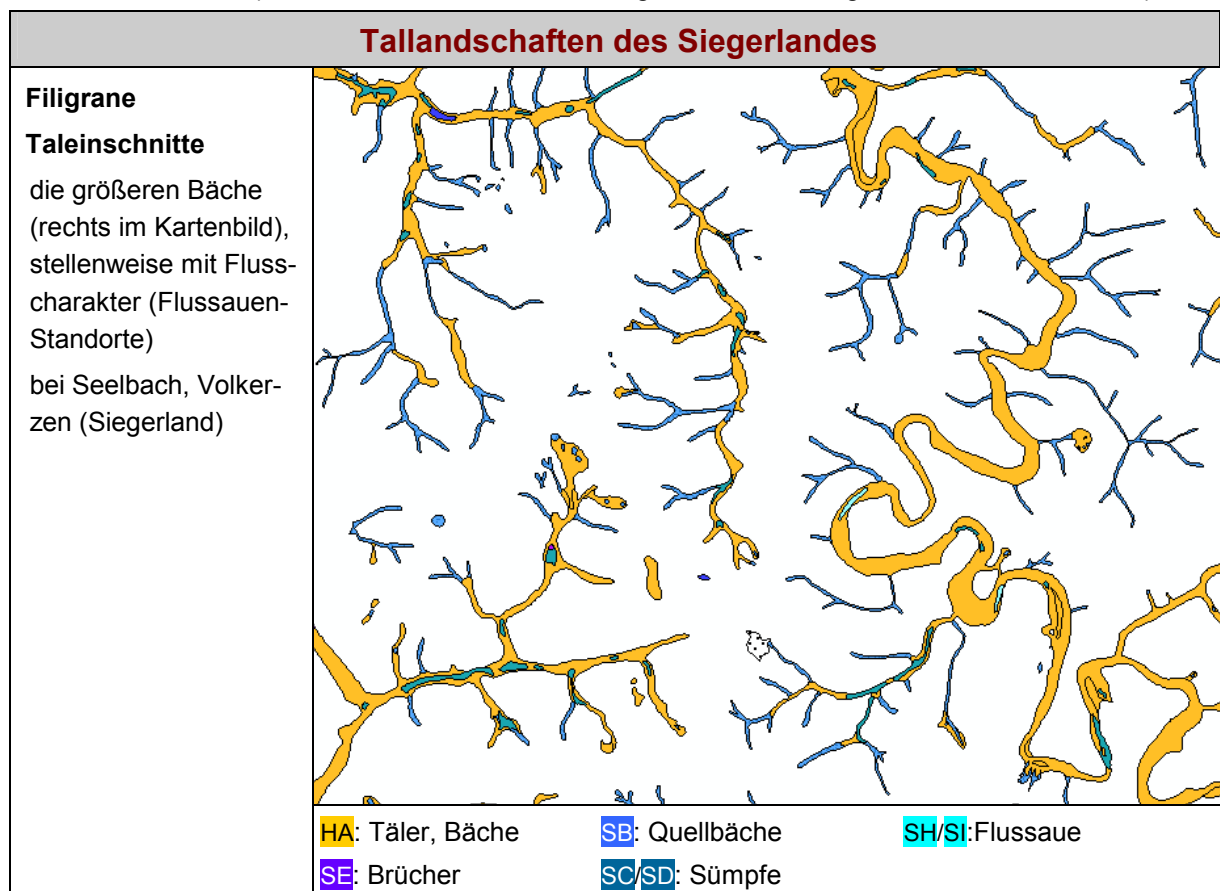 Tallandschaften des Siegerlandes
Filigrane
Taleinschnitte
die größeren Bäche
(rechts im Kartenbild),
stellenweise mit Fluss-
charakter (Flussauen-
Standorte)
bei Seelbach, Volker-
zen (Siegerland)
HA: Täler, Bäche SB: Quellbäche SH/SI:Flussaue
SE: Brücher SC/SD: Sümpfe